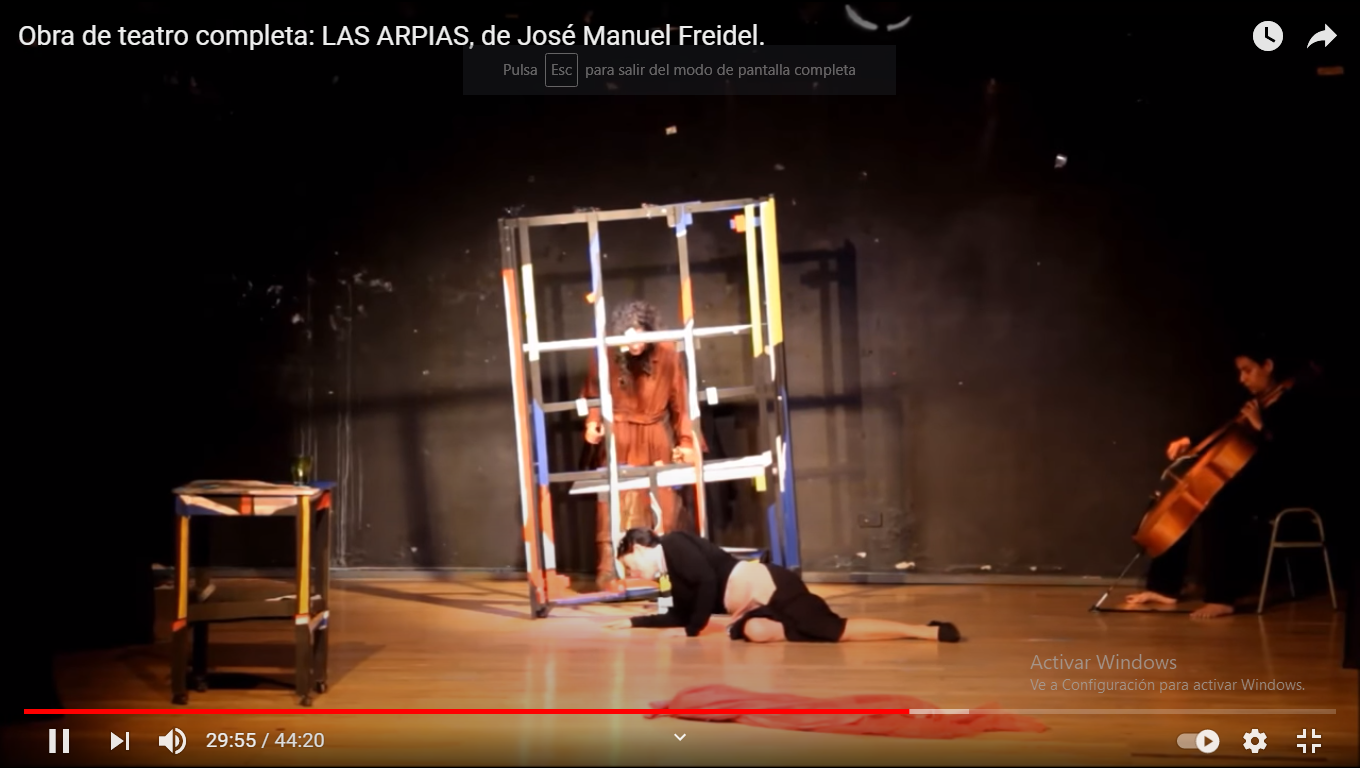 Obra de teatro completa: LAS ARPIAS, de José Manuel Freidel.
Pulsa Esc para salir del modo de pantalla completa
Activar Windows
Ve a Configuración para activar Windows.
29:55 / 44:20